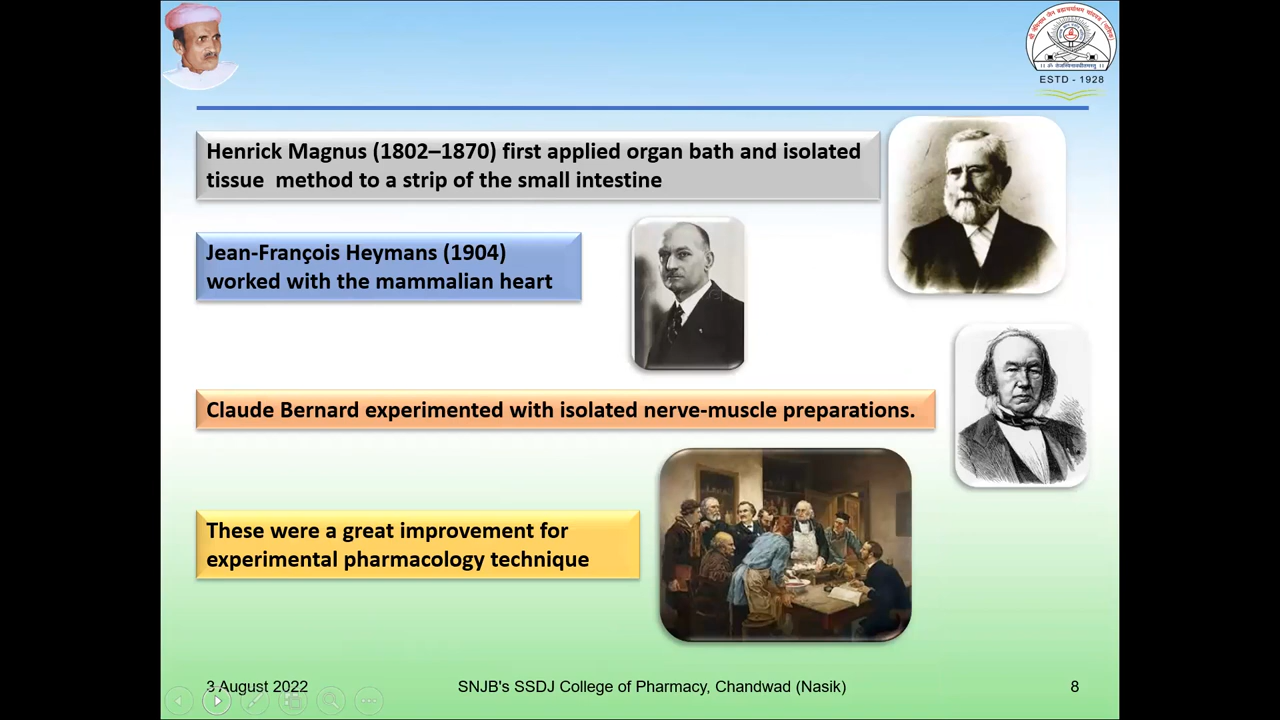 ESTD - 1928
Henrick Magnus (1802–1870) first applied organ bath and isolated
tissue  method to a strip of the small intestine
Jean-François Heymans (1904)
worked with the mammalian heart
Claude Bernard experimented with isolated nerve-muscle preparations.
These were a great improvement for
experimental pharmacology technique
3 August 2022
SNJB's SSDJ College of Pharmacy, Chandwad (Nasik)
8